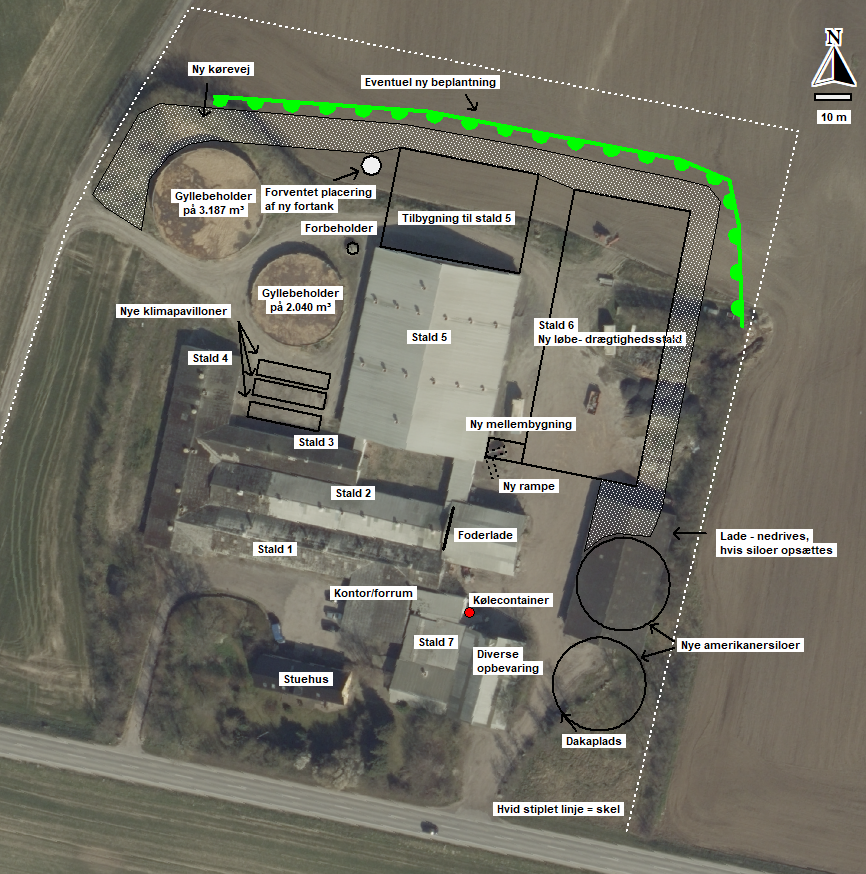 N
10 m
Ny kørevej
Eventuel ny beplantning
Gyllebeholder
på 3.187 m³
Forventet placering
af ny fortank
Tilbygning til stald 5
Forbeholder
Gyllebeholder
på 2.040 m³
Nye klimapavilloner
Stald 5
Stald 6
Ny løbe- drægtighedsstald
Stald 4
Ny mellembygning
Stald 3
Stald 2
Ny rampe
Foderlade
Lade - nedrives,
hvis siloer opsættes
Stald 1
Kontor/forrum
Kølecontainer
Stald 7
Nye amerikanersiloer
Diverse
opbevaring
Stuehus
Dakaplads
Hvid stiplet linje = skel